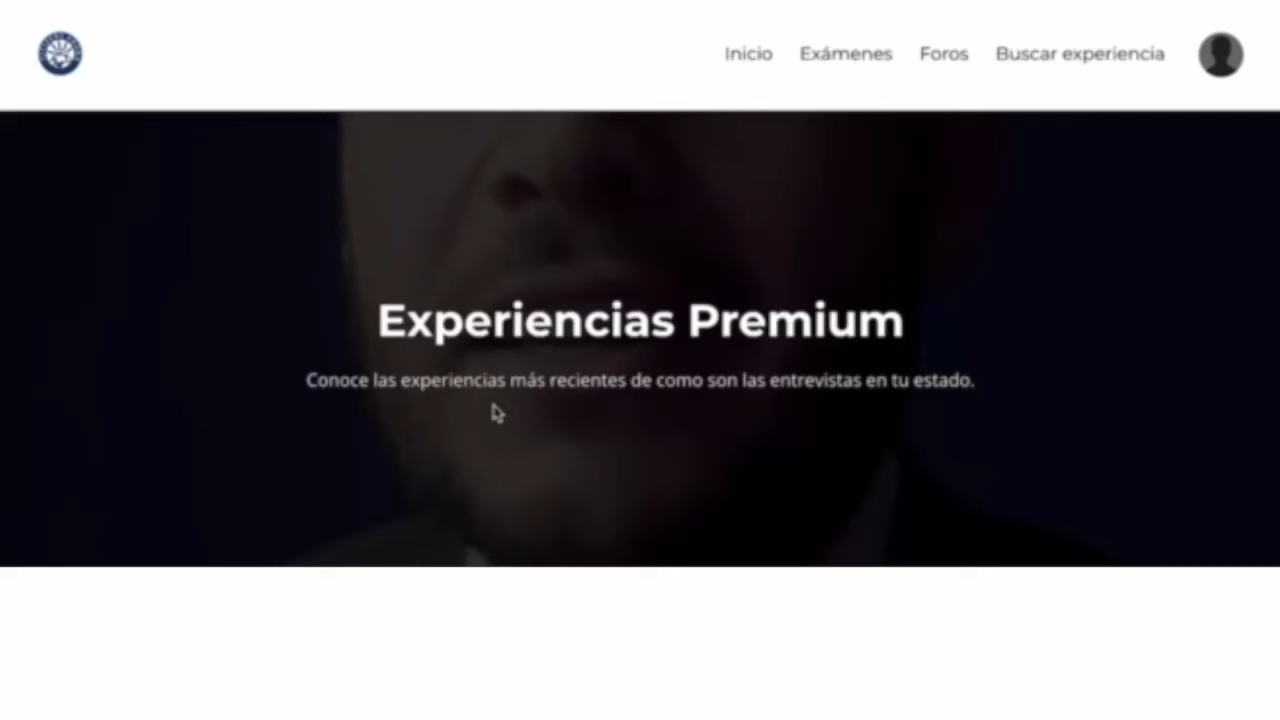 Inicio Exámenes Foros Buscar experiencia
Experiencias Premium
Conoce las experiencias más recientes de como son las entrevistas en tu estado.